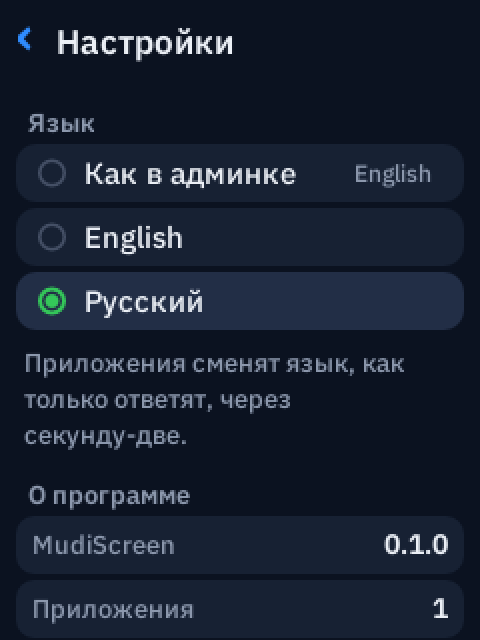 Настройки
Язык
Как в админке English
English
Русский
Приложения сменят язык, как
только ответят, через
секунду-две.
О программе
MudiScreen 0.1.0
Приложения 1